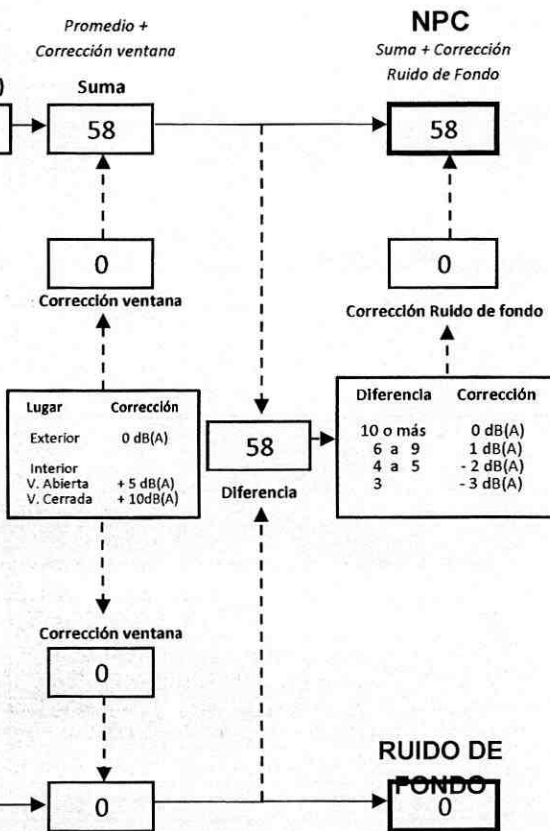 Promedio +
Corrección ventana
NPC
Suma + Corrección
Ruido de Fondo
)
Suma
58
58
0
0
Corrección ventana
Corrección Ruido de fondo
Lugar Corrección
Exterior 0 dB(A)
Interior
V. Abierta + 5 dB(A)
V. Cerrada + 10dB(A)
58
Diferencia
Diferencia Corrección
10 o más 0 dB(A)
6 a 9 1 dB(A)
4 a 5 - 2 dB(A)
3 - 3 dB(A)
Corrección ventana
0
RUIDO DE
FONDO
0
0